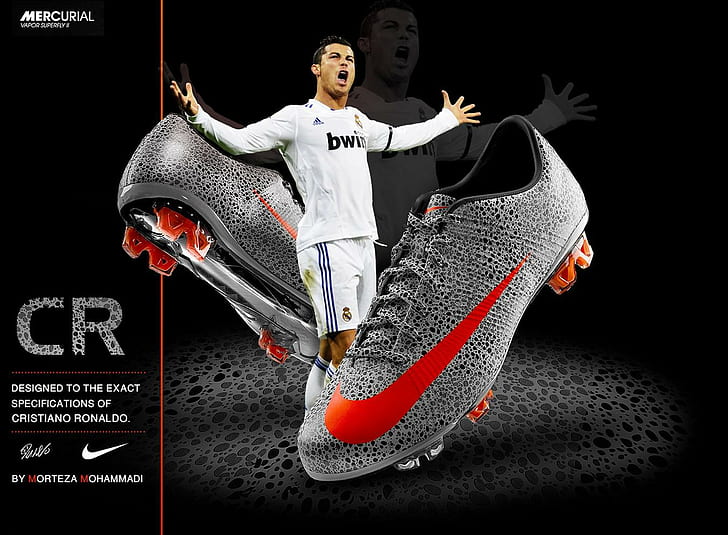 MERCURIAL
VAPOR SUPERFLY II
bwin
CR
DESIGNED TO THE EXACT
SPECIFICATIONS OF
CRISTIANO RONALDO.
BY MORTEZA MOHAMMADI